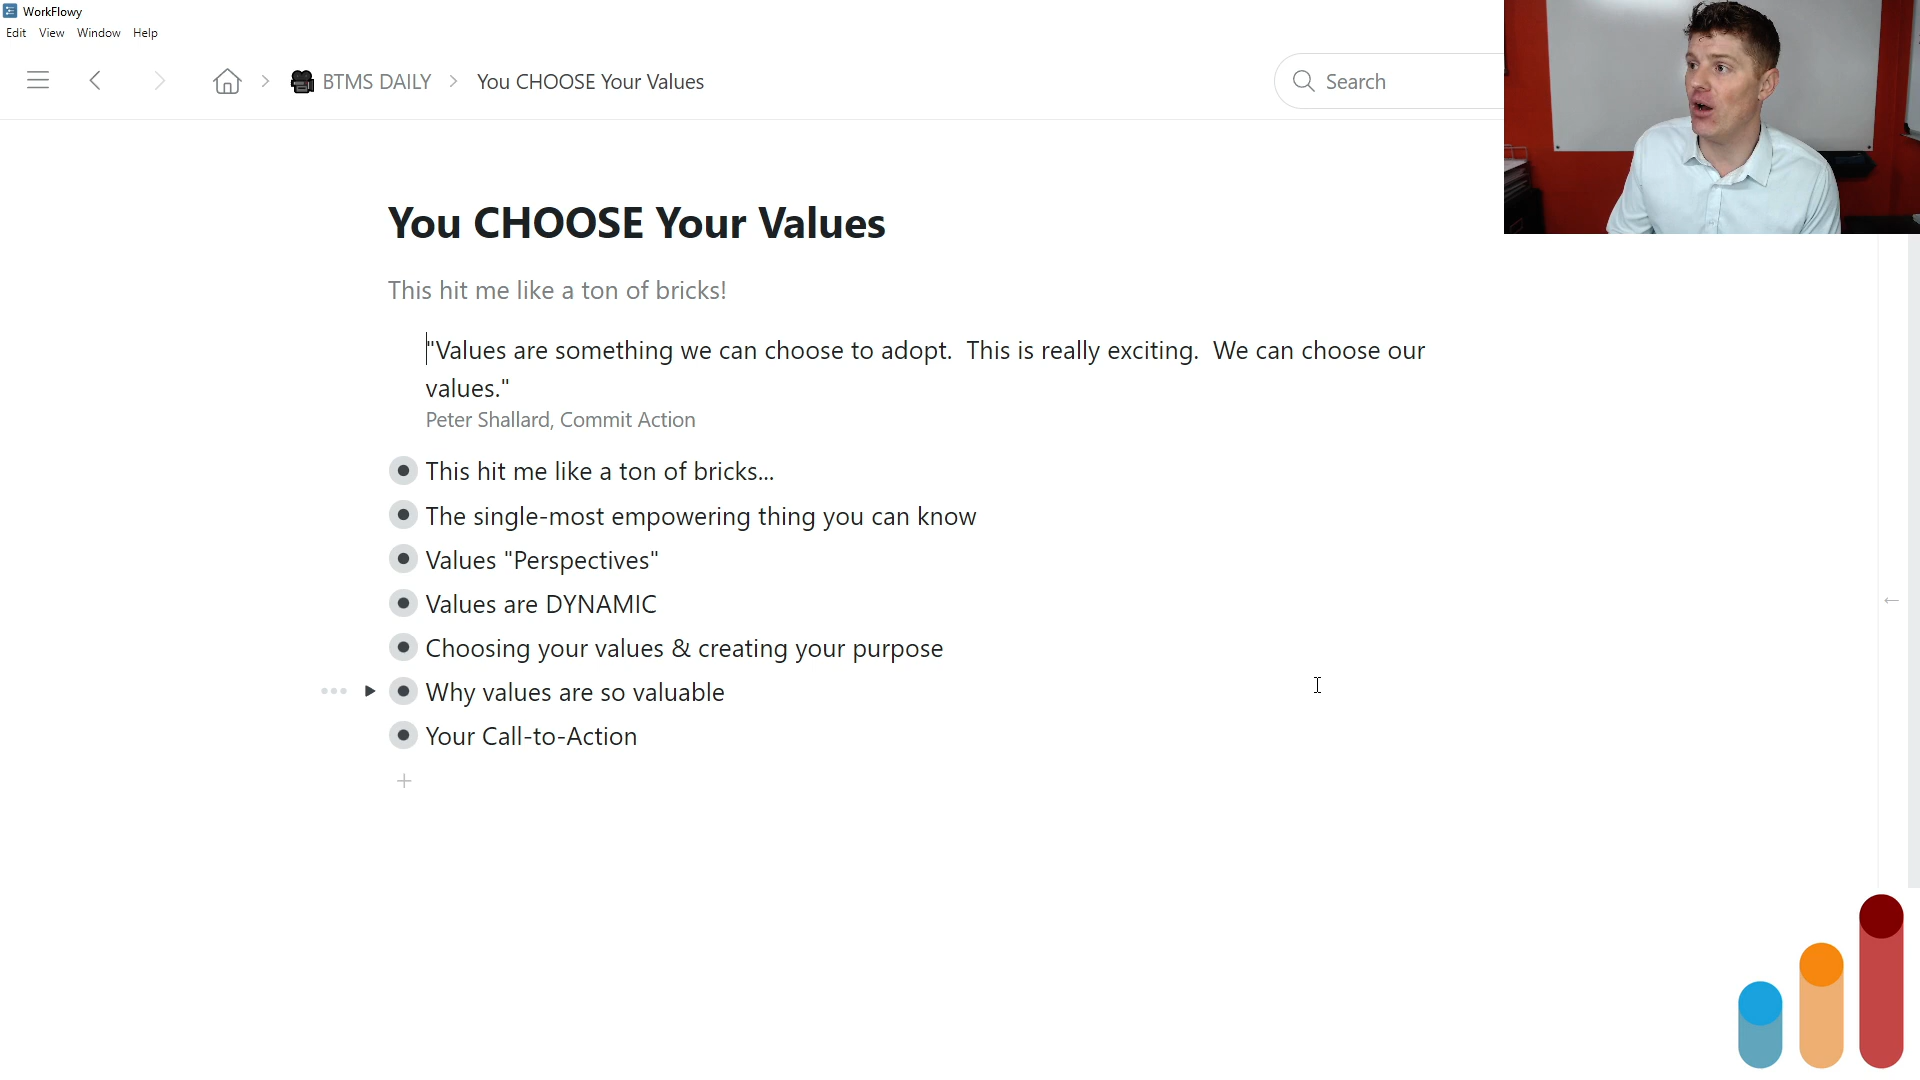 WorkFlowy
Edit View Window Help
BTMS DAILY > You CHOOSE Your Values
Search
You CHOOSE Your Values
This hit me like a ton of bricks!
"Values are something we can choose to adopt.  This is really exciting.  We can choose our
values."
Peter Shallard, Commit Action
This hit me like a ton of bricks...
The single-most empowering thing you can know
Values "Perspectives"
Values are DYNAMIC
Choosing your values & creating your purpose
Why values are so valuable
Your Call-to-Action